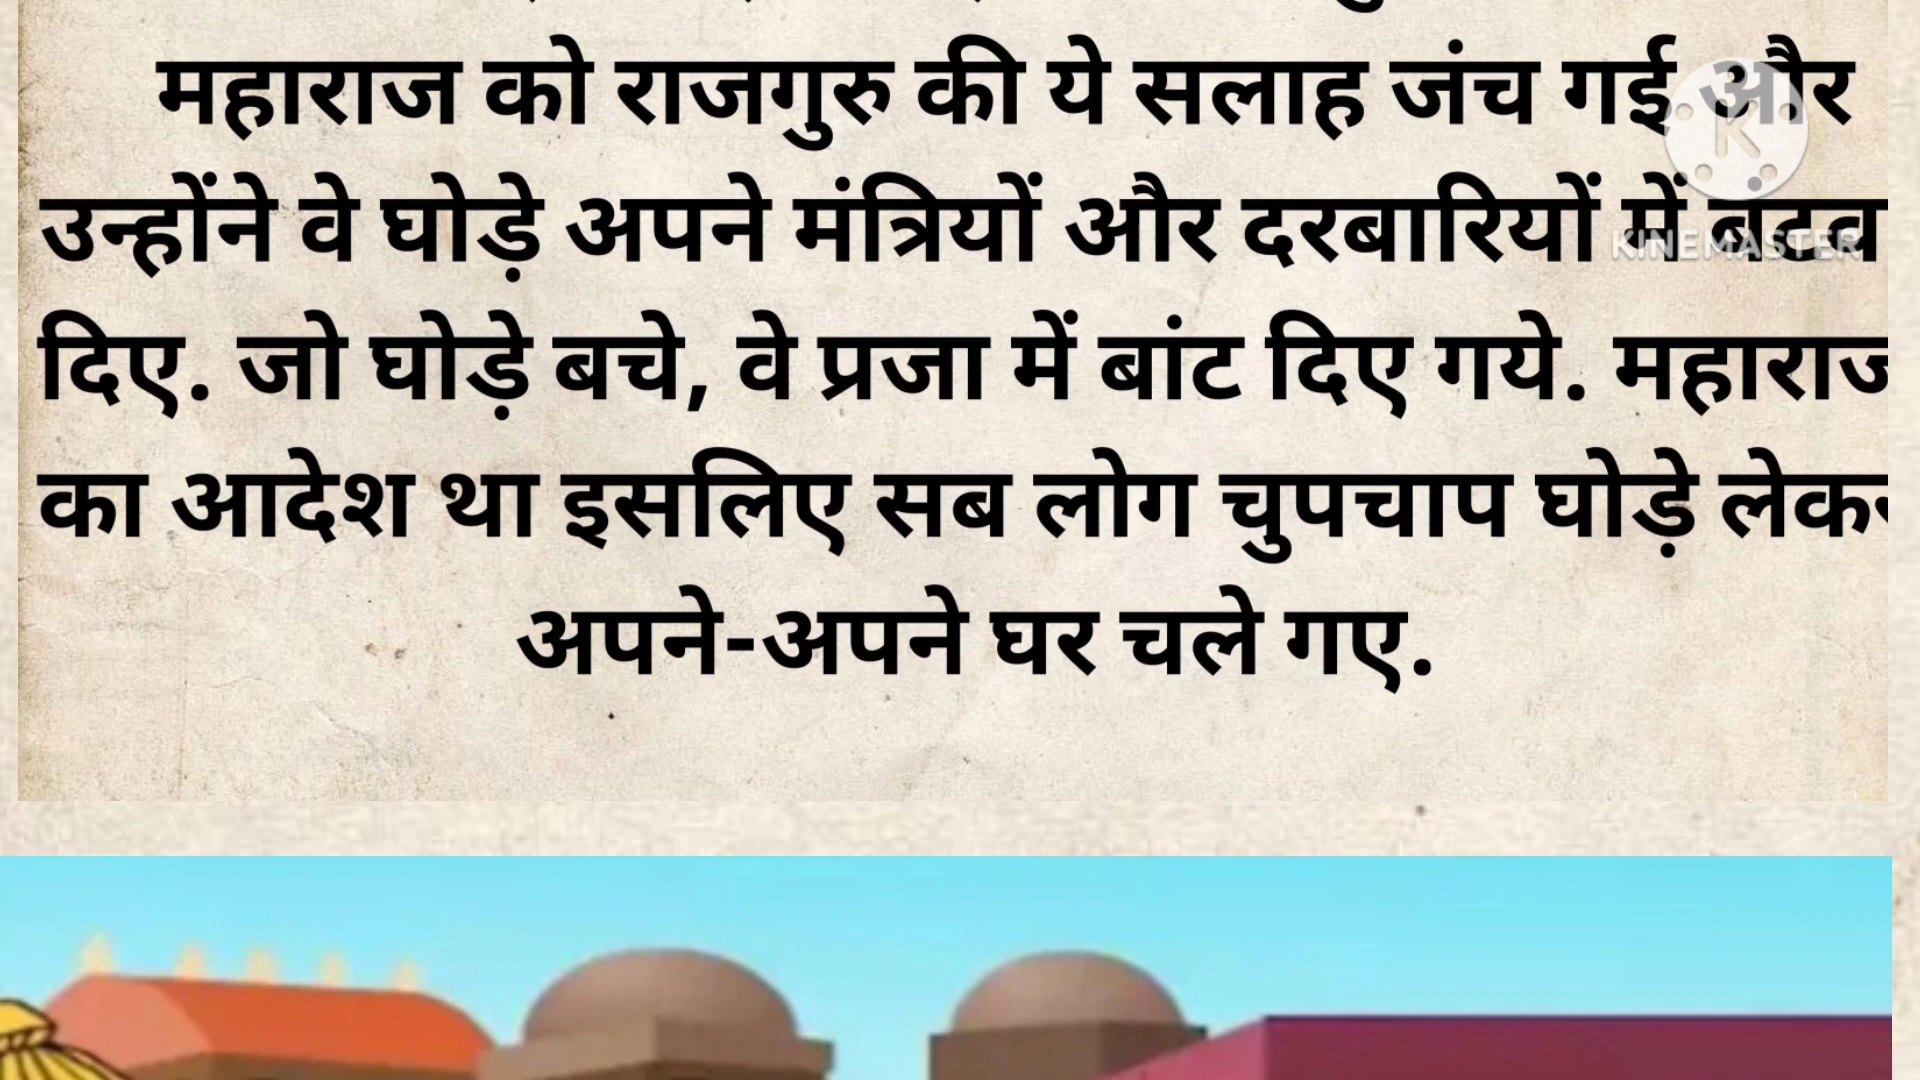 महाराज को राजगुरु की ये सलाह जंच गई और
उन्होंने वे घोड़े अपने मंत्रियों और दरबारियों में
दिए. जो घोड़े बचे, वे प्रजा में बांट दिए गये. महाराज
का आदेश था इसलिए सब लोग चुपचाप घोड़े
अपने-अपने घर चले गए.
K
KINEMASTER